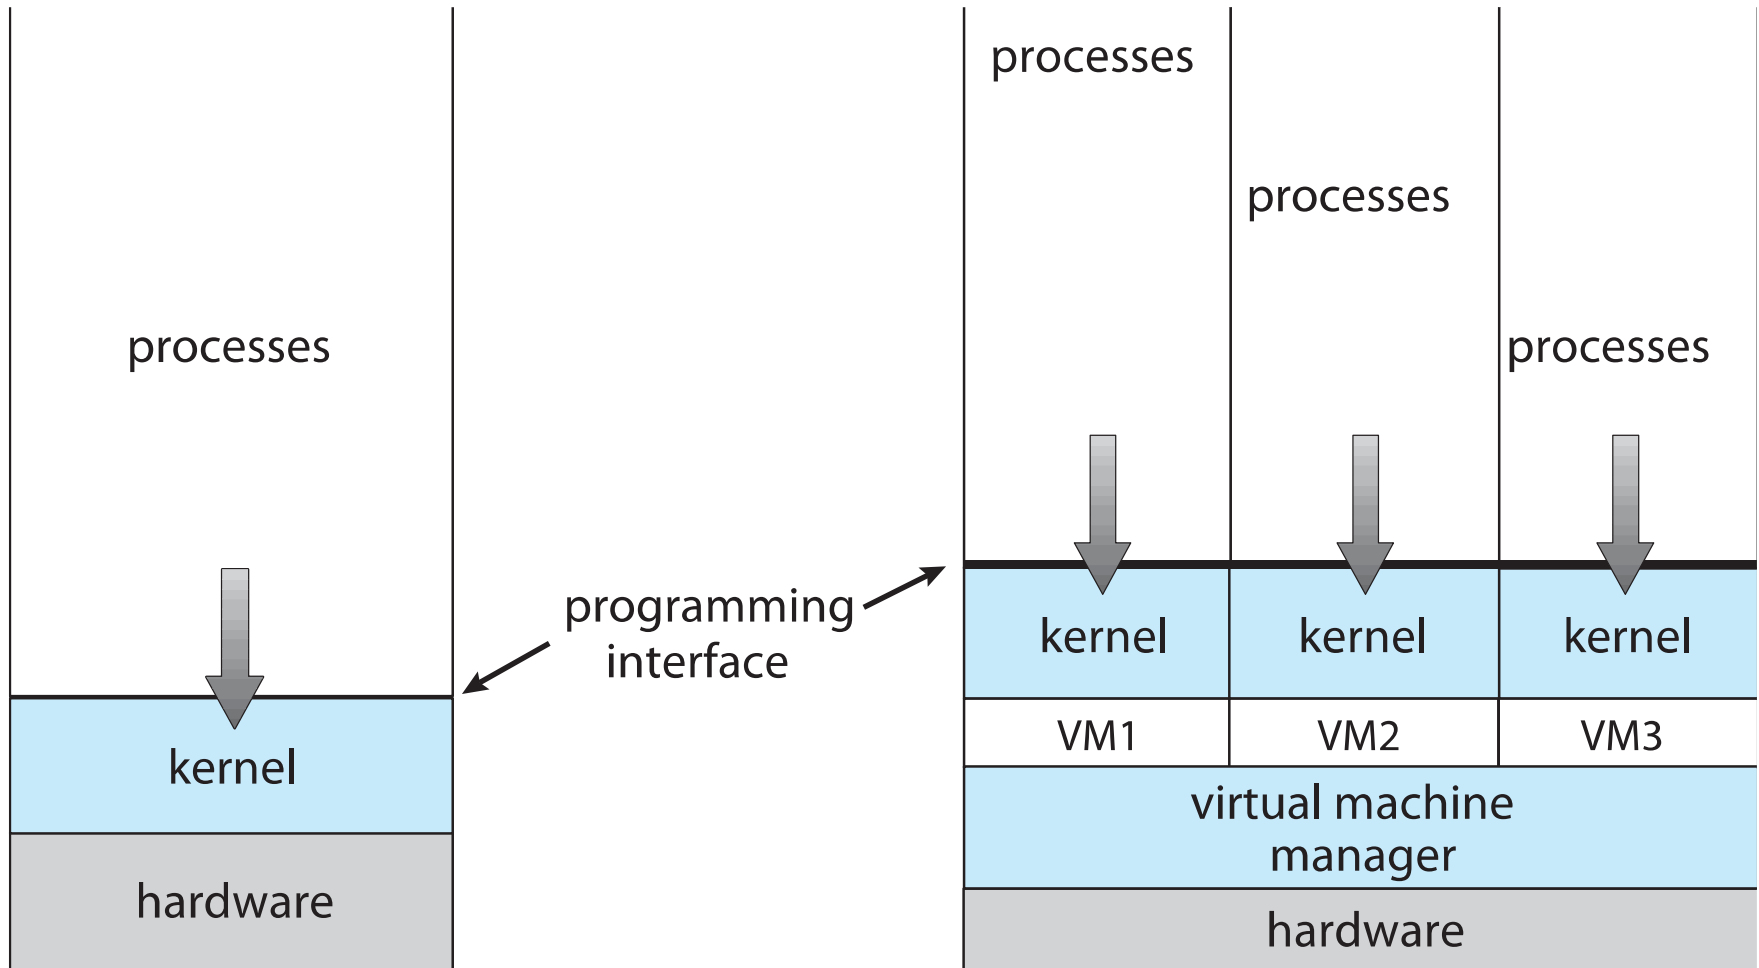 processes
kernel
hardware
programming
interface
processes
processes
processes
kernel
kernel
kernel
VM1
VM2
VM3
virtual machine
manager
hardware